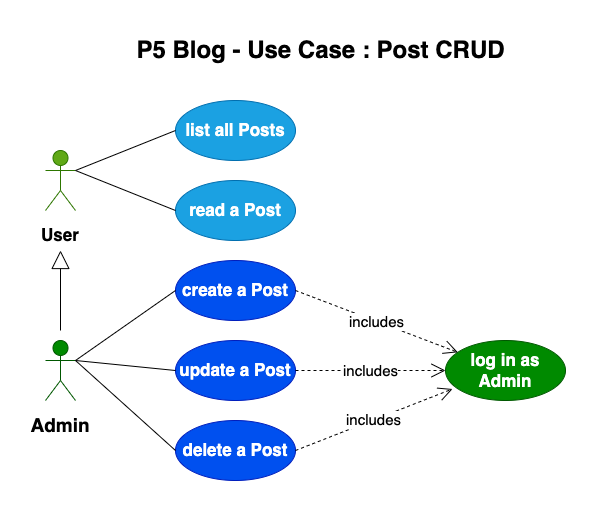 P5 Blog - Use Case : Post CRUD
list all Posts
read a Post
User
create a Post
includes
update a Post
includes
log in as
Admin
Admin
delete a Post
includes